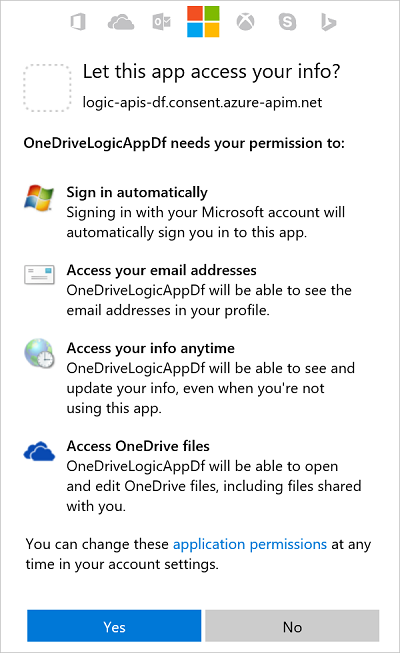 Let this app access your info?
logic-apis-df.consent.azure-apim.net
OneDriveLogicAppDf needs your permission to:
Sign in automatically
Signing in with your Microsoft account will
automatically sign you in to this app.
Access your email addresses
OneDriveLogicAppDf will be able to see the
email addresses in your profile.
Access your info anytime
OneDriveLogicAppDf will be able to see and
update your info, even when you're not
using this app.
Access OneDrive files
OneDriveLogicAppDf will be able to open
and edit OneDrive files, including files shared
with you.
You can change these application permissions at any
time in your account settings.
Yes
No